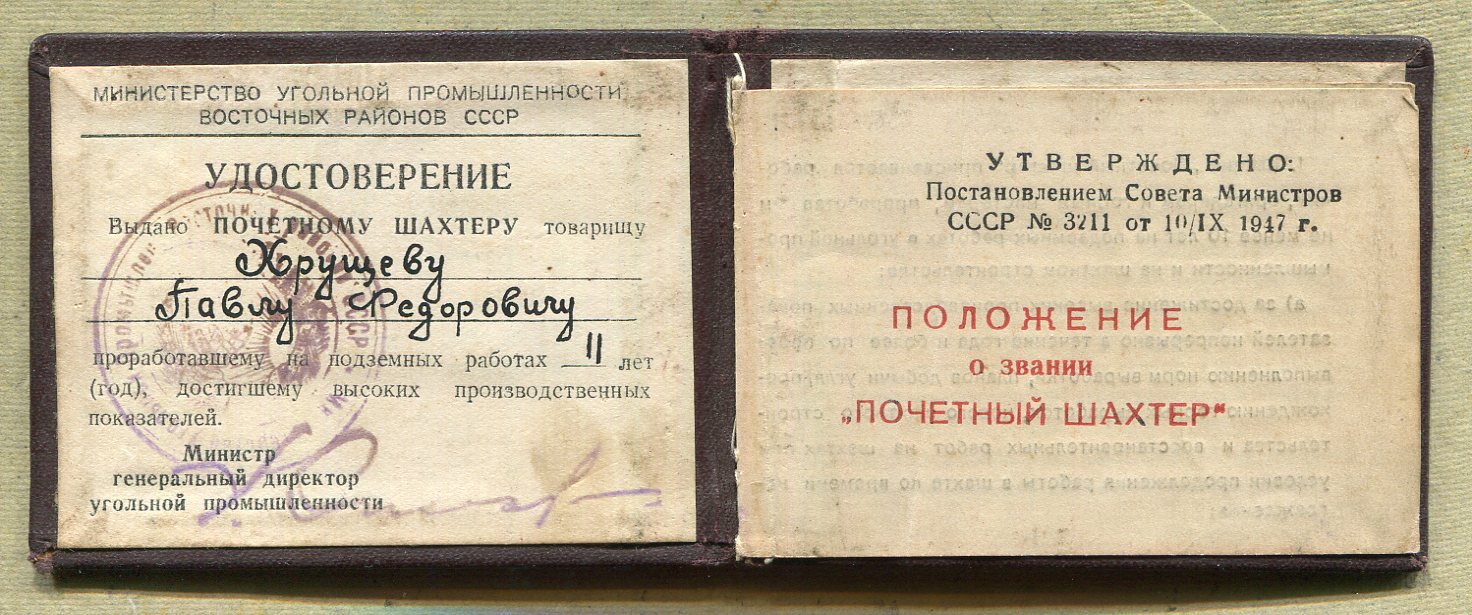 МИНИСТЕРСТВО УГОЛЬНОЙ ПРОМЫШЛЕННОСТИ
ВОСТОЧНЫХ РАЙОНОВ СССР
УДОСТОВЕРЕНИЕ
Выдано ПОЧЕТНОМУ ШАХТЕРУ товарищу
Хрущеву
Павлу Федоровичу
проработавшему на подземных работах 11 лет
(год), достигшему высоких производственных
показателей.
Министр
генеральный директор
угольной промышленности
УТВЕРЖДЕНО:
Постановлением Совета Министров
СССР № 3211 от 10/IX 1947 г.
ПОЛОЖЕНИЕ
о звании
„ПОЧЕТНЫЙ ШАХТЕР“